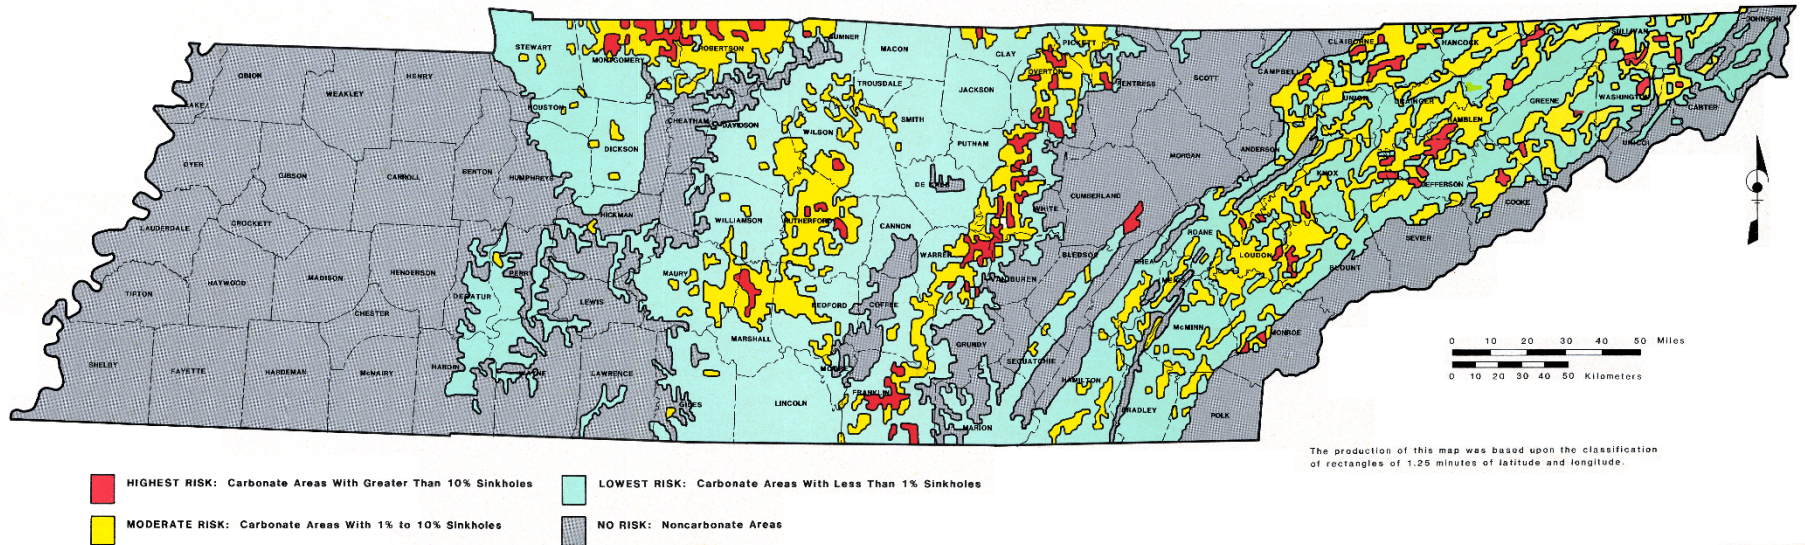 JOHNSON
SULLIVAN
STEWART
MONTGOMERY
ROBERTSON
SUMNER
MACON
CLAY
PICKETT
CLAIBORNE
HANCOCK
OBION
HENRY
WEAKLEY
LAKE
HOUSTON
TROUSDALE
JACKSON
OVERTON
FENTRESS
SCOTT
CAMPBELL
UNION
GRAINGER
HAMBLEN
GREENE
WASHINGTON
CARTER
UNICOI
DYER
GIBSON
CARROLL
BENTON
HUMPHREYS
DICKSON
CHEATHAM
DAVIDSON
WILSON
SMITH
PUTNAM
MORGAN
ANDERSON
KNOX
JEFFERSON
COOKE
SEVIER
LAUDERDALE
CROCKETT
HICKMAN
WILLIAMSON
RUTHERFORD
CANNON
WHITE
CUMBERLAND
ROANE
LOUDON
BLOUNT
TIPTON
HAYWOOD
MADISON
HENDERSON
CHESTER
DECATUR
PERRY
LEWIS
MAURY
BEDFORD
COFFEE
WARREN
VANBUREN
BLEDSOE
RHEA
MEIGS
McMINN
MONROE
SHELBY
FAYETTE
HARDEMAN
McNAIRY
HARDIN
WAYNE
LAWRENCE
GILES
MARSHALL
LINCOLN
MOORE
FRANKLIN
GRUNDY
SEQUATCHIE
MARION
HAMILTON
BRADLEY
POLK
0 10 20 30 40 50 Miles
0 10 20 30 40 50 Kilometers
The production of this map was based upon the classification
of rectangles of 1.25 minutes of latitude and longitude.
HIGHEST RISK: Carbonate Areas With Greater Than 10% Sinkholes
LOWEST RISK: Carbonate Areas With Less Than 1% Sinkholes
MODERATE RISK: Carbonate Areas With 1% to 10% Sinkholes
NO RISK: Noncarbonate Areas